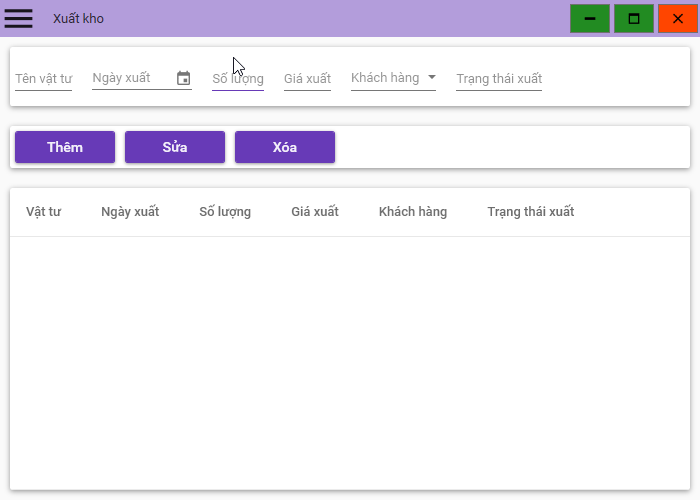 Xuất kho
Tên vật tư Ngày xuất Số lượng Giá xuất Khách hàng Trạng thái xuất
Thêm Sửa Xóa
Vật tư Ngày xuất Số lượng Giá xuất Khách hàng Trạng thái xuất